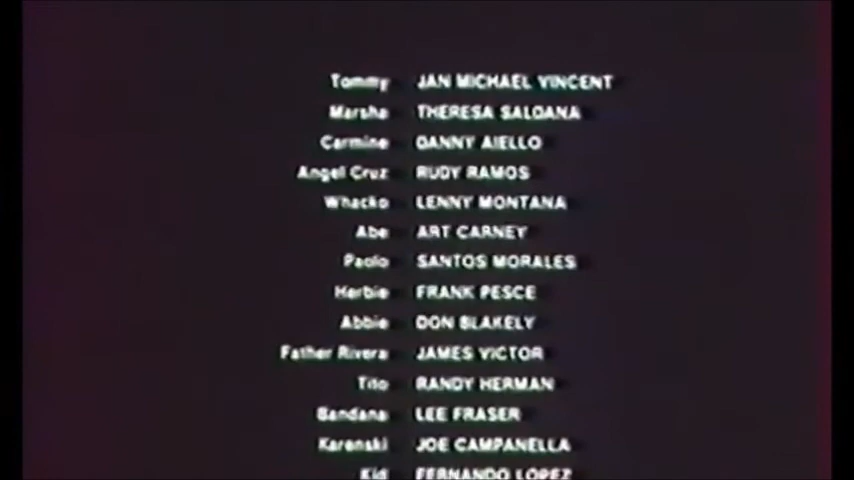 Tommy JAN MICHAEL VINCENT
Marsha THERESA SALDANA
Carmine DANNY AIELLO
Angel Cruz RUDY RAMOS
Whacko LENNY MONTANA
Abe ART CARNEY
Paolo SANTOS MORALES
Herbie FRANK PESCE
Abbie DON BLAKELY
Father Rivera JAMES VICTOR
Tito RANDY HERMAN
Bandana LEE FRASER
Karenski JOE CAMPANELLA
Kid FERNANDO LOPEZ